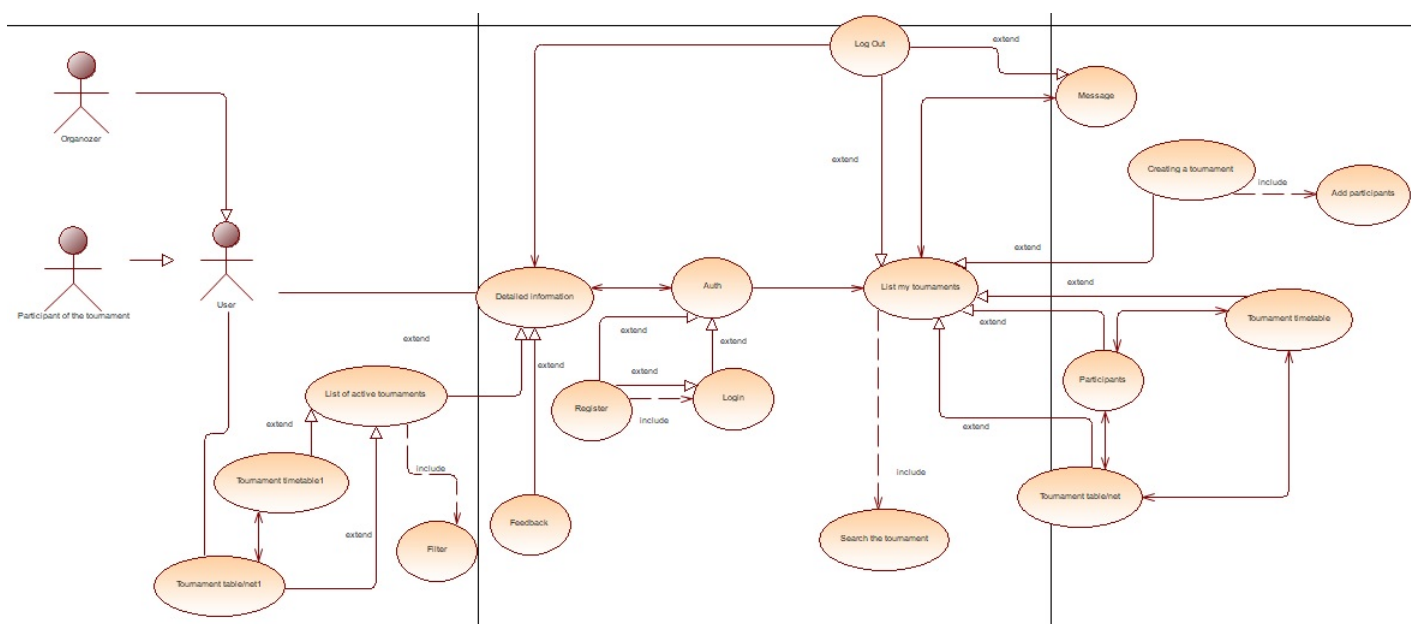 Log Out
extend
Message
Organozer
extend
Creating a tournament
include
Add participants
Participant of the tournament
User
Detailed information
Auth
List my tournaments
extend
extend
Tournament timetable
extend
extend
extend
extend
extend
List of active tournaments
extend
Register
include
Login
Participants
extend
extend
include
include
Tournament timetable1
Tournament table/net
extend
Feedback
Filter
Search the tournament
Tournament table/net1